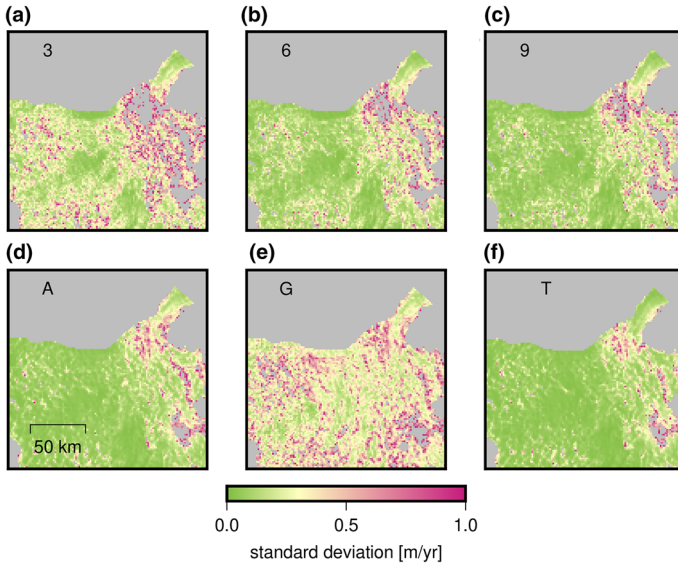 (a) (b) (c)
3 6 9
(d) (e) (f)
A G T
50 km
0.0 0.5 1.0
standard deviation [m/yr]